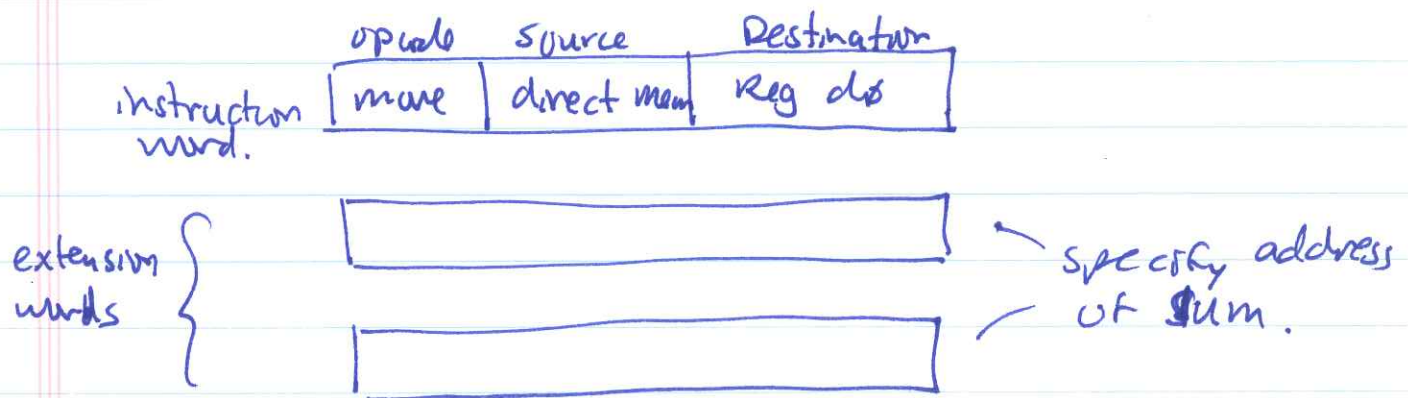 opcode source Destination
instruction word.
move direct mem Reg d0
extension words
specify address
of sum.